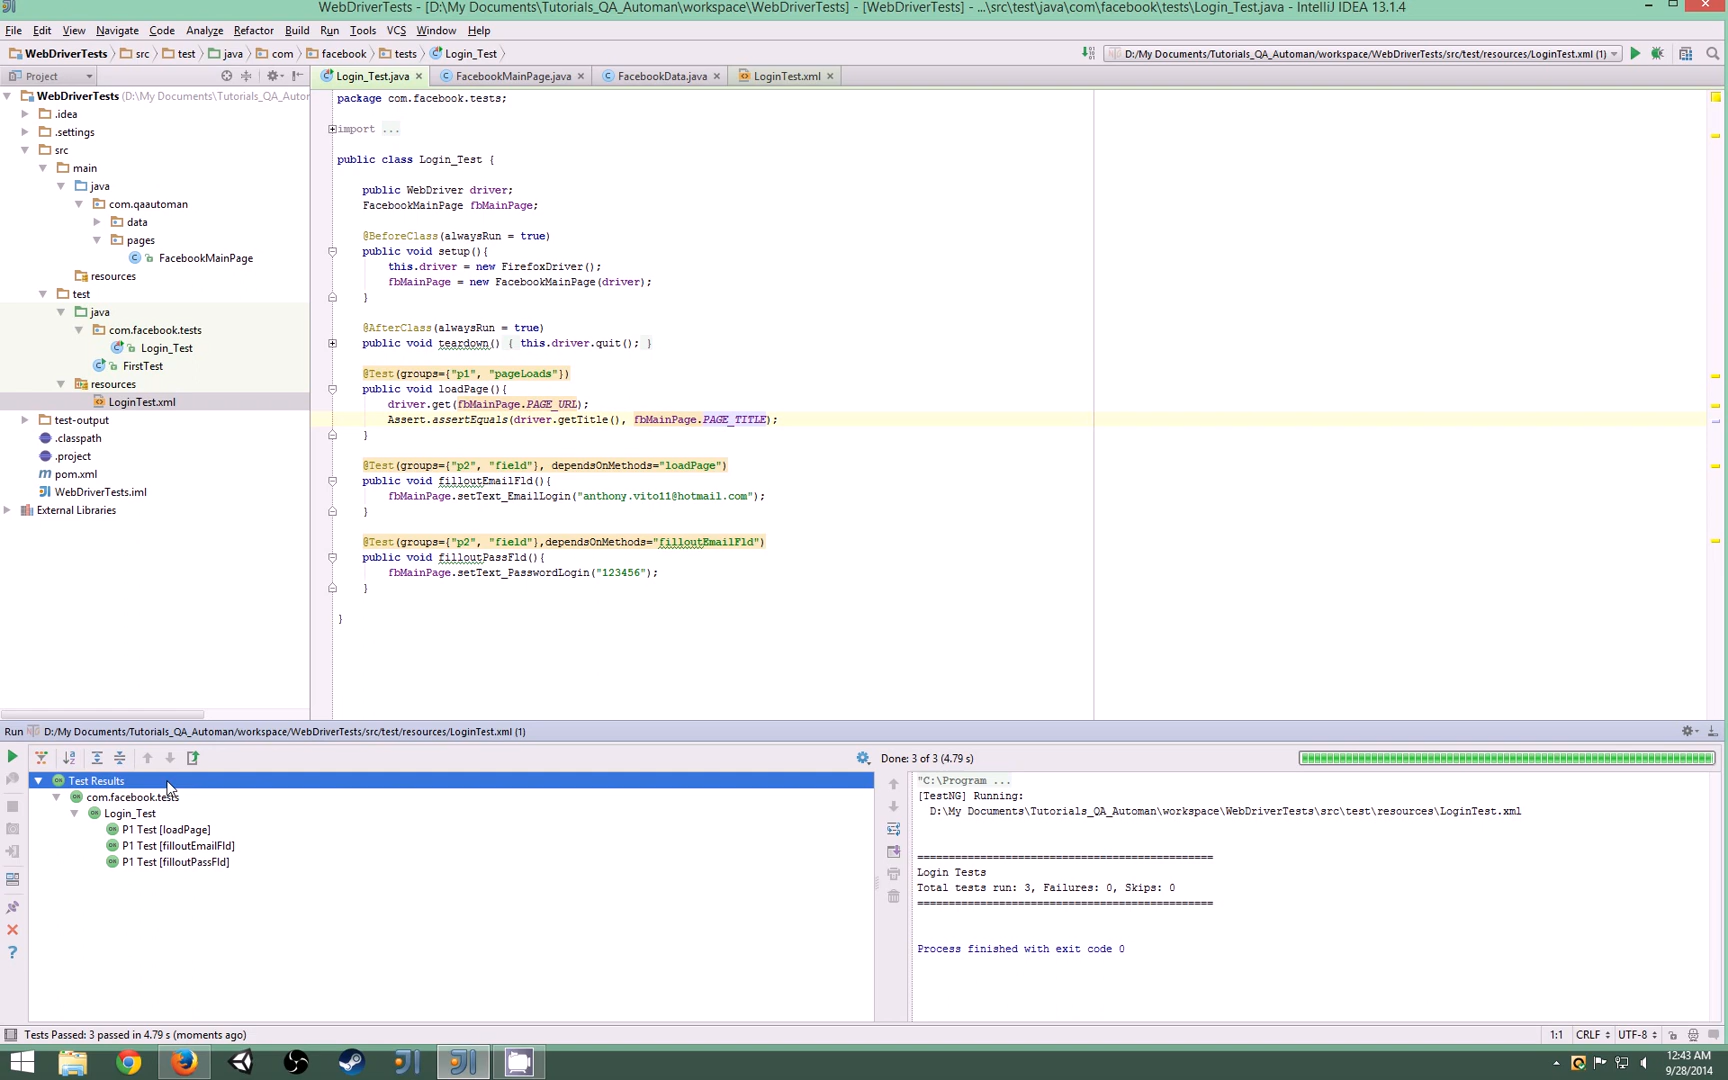 WebDriverTests - [D:\My Documents\Tutorials_QA_Automan\workspace\WebDriverTests] - [WebDriverTests] - ...\src\test\java\com\facebook\tests\Login_Test.java - IntelliJ IDEA 13.1.4
File Edit View Navigate Code Analyze Refactor Build Run Tools VCS Window Help
WebDriverTests src test java com facebook tests Login_Test
D:/My Documents/Tutorials_QA_Automan/workspace/WebDriverTests/src/test/resources/LoginTest.xml (1)
Project
Login_Test.java FacebookMainPage.java FacebookData.java LoginTest.xml
WebDriverTests (D:\My Documents\Tutorials_QA_Autor
.idea
.settings
src
main
java
com.qaautoman
data
pages
FacebookMainPage
resources
test
java
com.facebook.tests
Login_Test
FirstTest
resources
LoginTest.xml
test-output
.classpath
.project
pom.xml
WebDriverTests.iml
External Libraries
package com.facebook.tests;
import ...
public class Login_Test {
public WebDriver driver;
FacebookMainPage fbMainPage;
@BeforeClass(alwaysRun = true)
public void setup(){
this.driver = new FirefoxDriver();
fbMainPage = new FacebookMainPage(driver);
}
@AfterClass(alwaysRun = true)
public void teardown() { this.driver.quit(); }
@Test(groups={"p1", "pageLoads"})
public void loadPage(){
driver.get(fbMainPage.PAGE_URL);
Assert.assertEquals(driver.getTitle(), fbMainPage.PAGE_TITLE);
}
@Test(groups={"p2", "field"}, dependsOnMethods="loadPage")
public void filloutEmailFld(){
fbMainPage.setText_EmailLogin("anthony.vito11@hotmail.com");
}
@Test(groups={"p2", "field"},dependsOnMethods="filloutEmailFld")
public void filloutPassFld(){
fbMainPage.setText_PasswordLogin("123456");
}
}
Run D:/My Documents/Tutorials_QA_Automan/workspace/WebDriverTests/src/test/resources/LoginTest.xml (1)
Done: 3 of 3 (4.79 s)
Test Results
com.facebook.tests
Login_Test
P1 Test [loadPage]
P1 Test [filloutEmailFld]
P1 Test [filloutPassFld]
"C:\Program ...
[TestNG] Running:
D:\My Documents\Tutorials_QA_Automan\workspace\WebDriverTests\src\test\resources\LoginTest.xml
===============================================
Login Tests
Total tests run: 3, Failures: 0, Skips: 0
===============================================
Process finished with exit code 0
Tests Passed: 3 passed in 4.79 s (moments ago)
1:1 CRLF UTF-8
12:43 AM
9/28/2014